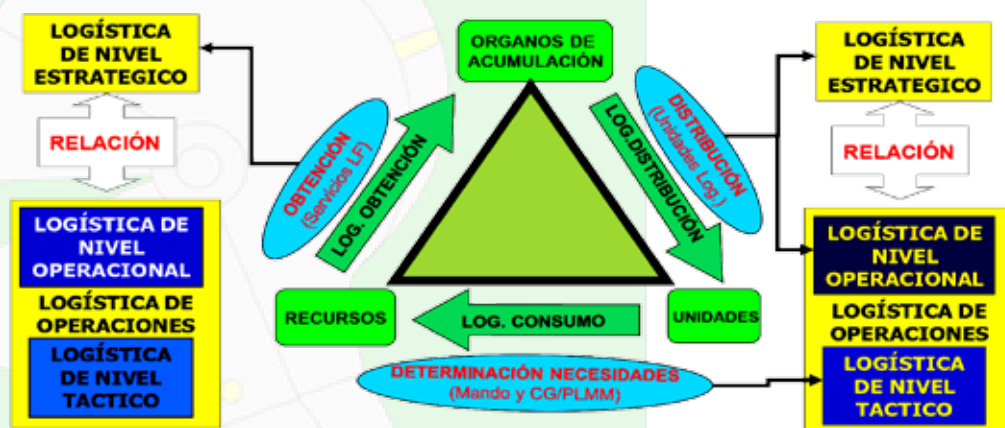 LOGÍSTICA
DE NIVEL
ESTRATEGICO
RELACIÓN
LOGÍSTICA DE
NIVEL
OPERACIONAL
LOGÍSTICA DE
OPERACIONES
LOGÍSTICA
DE NIVEL
TACTICO
ORGANOS DE
ACUMULACIÓN
OBTENCIÓN
(Servicios LF)
LOG. OBTENCIÓN
LOG.DISTRIBUCIÓN
DISTRIBUCIÓN
(Unidades Log.)
RECURSOS
LOG. CONSUMO
UNIDADES
DETERMINACIÓN NECESIDADES
(Mando y CG/PLMM)
LOGÍSTICA
DE NIVEL
ESTRATEGICO
RELACIÓN
LOGÍSTICA DE
NIVEL
OPERACIONAL
LOGÍSTICA DE
OPERACIONES
LOGÍSTICA
DE NIVEL
TACTICO